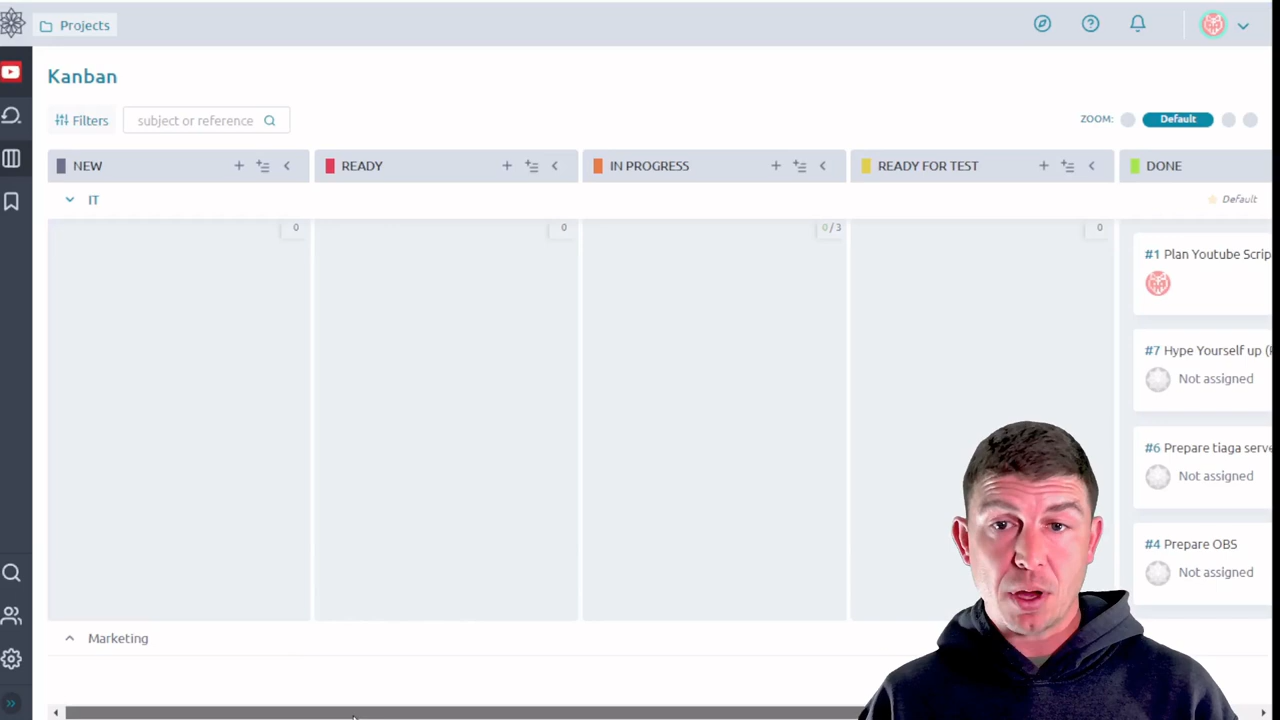 Projects
Kanban
Filters
subject or reference
ZOOM:
Default
NEW
READY
IN PROGRESS
READY FOR TEST
DONE
IT
Default
0
0
0 / 3
0
#1 Plan Youtube Scrip
#7 Hype Yourself up (
Not assigned
#6 Prepare tiaga serve
Not assigned
#4 Prepare OBS
Not assigned
Marketing